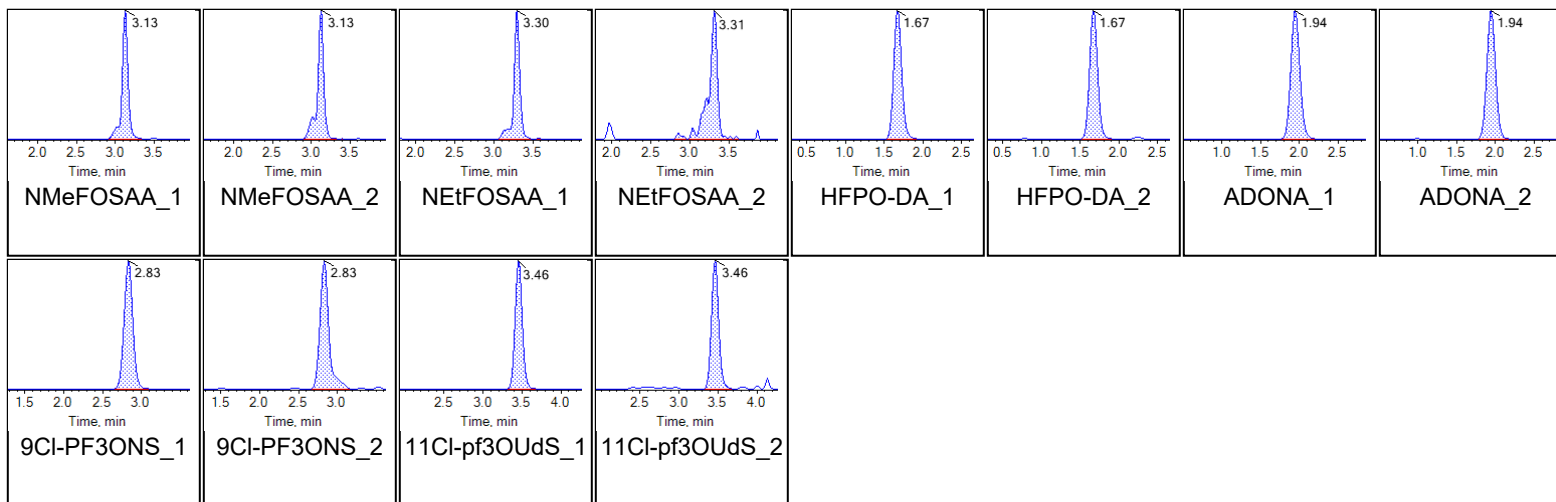 3.13 3.13 3.30 3.31 1.67 1.67 1.94 1.94
2.0 2.5 3.0 3.5 2.0 2.5 3.0 3.5 2.0 2.5 3.0 3.5 2.0 2.5 3.0 3.5 0.5 1.0 1.5 2.0 2.5 0.5 1.0 1.5 2.0 2.5 1.0 1.5 2.0 2.5 1.0 1.5 2.0 2.5
Time, min Time, min Time, min Time, min Time, min Time, min Time, min Time, min
NMeFOSAA_1 NMeFOSAA_2 NEtFOSAA_1 NEtFOSAA_2 HFPO-DA_1 HFPO-DA_2 ADONA_1 ADONA_2
2.83 2.83 3.46 3.46
1.5 2.0 2.5 3.0 1.5 2.0 2.5 3.0 2.5 3.0 3.5 4.0 2.5 3.0 3.5 4.0
Time, min Time, min Time, min Time, min
9Cl-PF3ONS_1 9Cl-PF3ONS_2 11Cl-pf3OUdS_1 11Cl-pf3OUdS_2